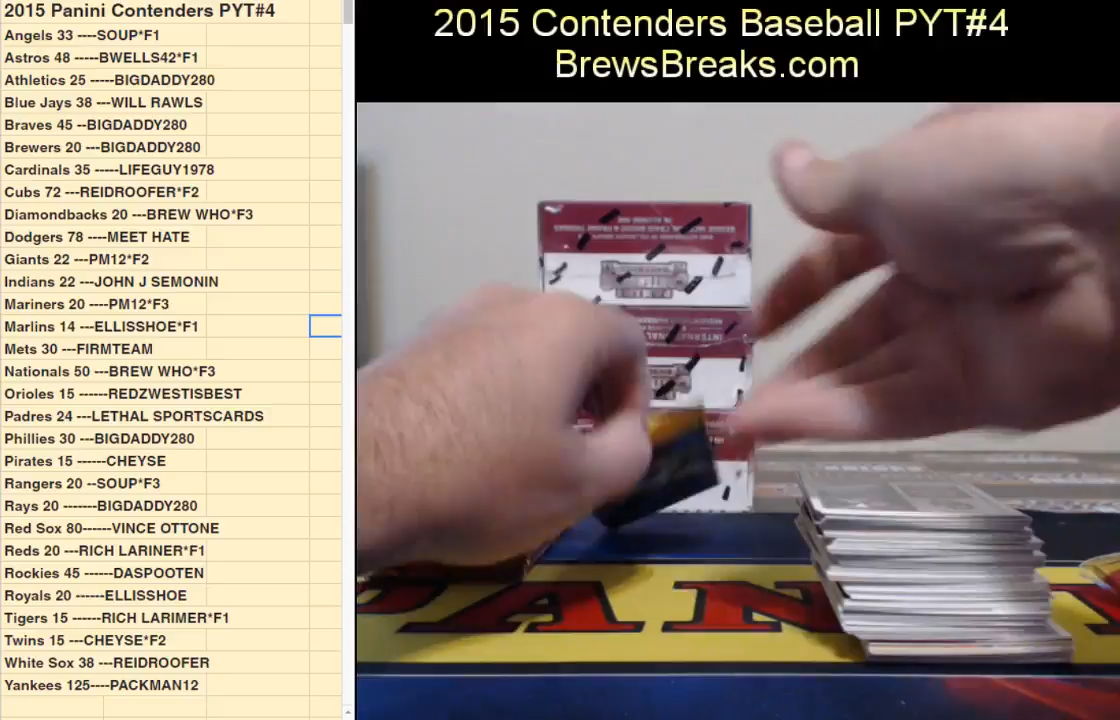 2015 Panini Contenders PYT#4
Angels 33 ----SOUP*F1
Astros 48 -----BWELLS42*F1
Athletics 25 -----BIGDADDY280
Blue Jays 38 ---WILL RAWLS
Braves 45 --BIGDADDY280
Brewers 20 ---BIGDADDY280
Cardinals 35 -----LIFEGUY1978
Cubs 72 ---REIDROOFER*F2
Diamondbacks 20 ---BREW WHO*F3
Dodgers 78 ----MEET HATE
Giants 22 ---PM12*F2
Indians 22 ---JOHN J SEMONIN
Mariners 20 ----PM12*F3
Marlins 14 ---ELLISSHOE*F1
Mets 30 ---FIRMTEAM
Nationals 50 ---BREW WHO*F3
Orioles 15 ------REDZWESTISBEST
Padres 24 ---LETHAL SPORTSCARDS
Phillies 30 ---BIGDADDY280
Pirates 15 ------CHEYSE
Rangers 20 --SOUP*F3
Rays 20 -------BIGDADDY280
Red Sox 80------VINCE OTTONE
Reds 20 ---RICH LARINER*F1
Rockies 45 ------DASPOOTEN
Royals 20 ------ELLISSHOE
Tigers 15 ------RICH LARIMER*F1
Twins 15 ---CHEYSE*F2
White Sox 38 ---REIDROOFER
Yankees 125----PACKMAN12
2015 Contenders Baseball PYT#4
BrewsBreaks.com